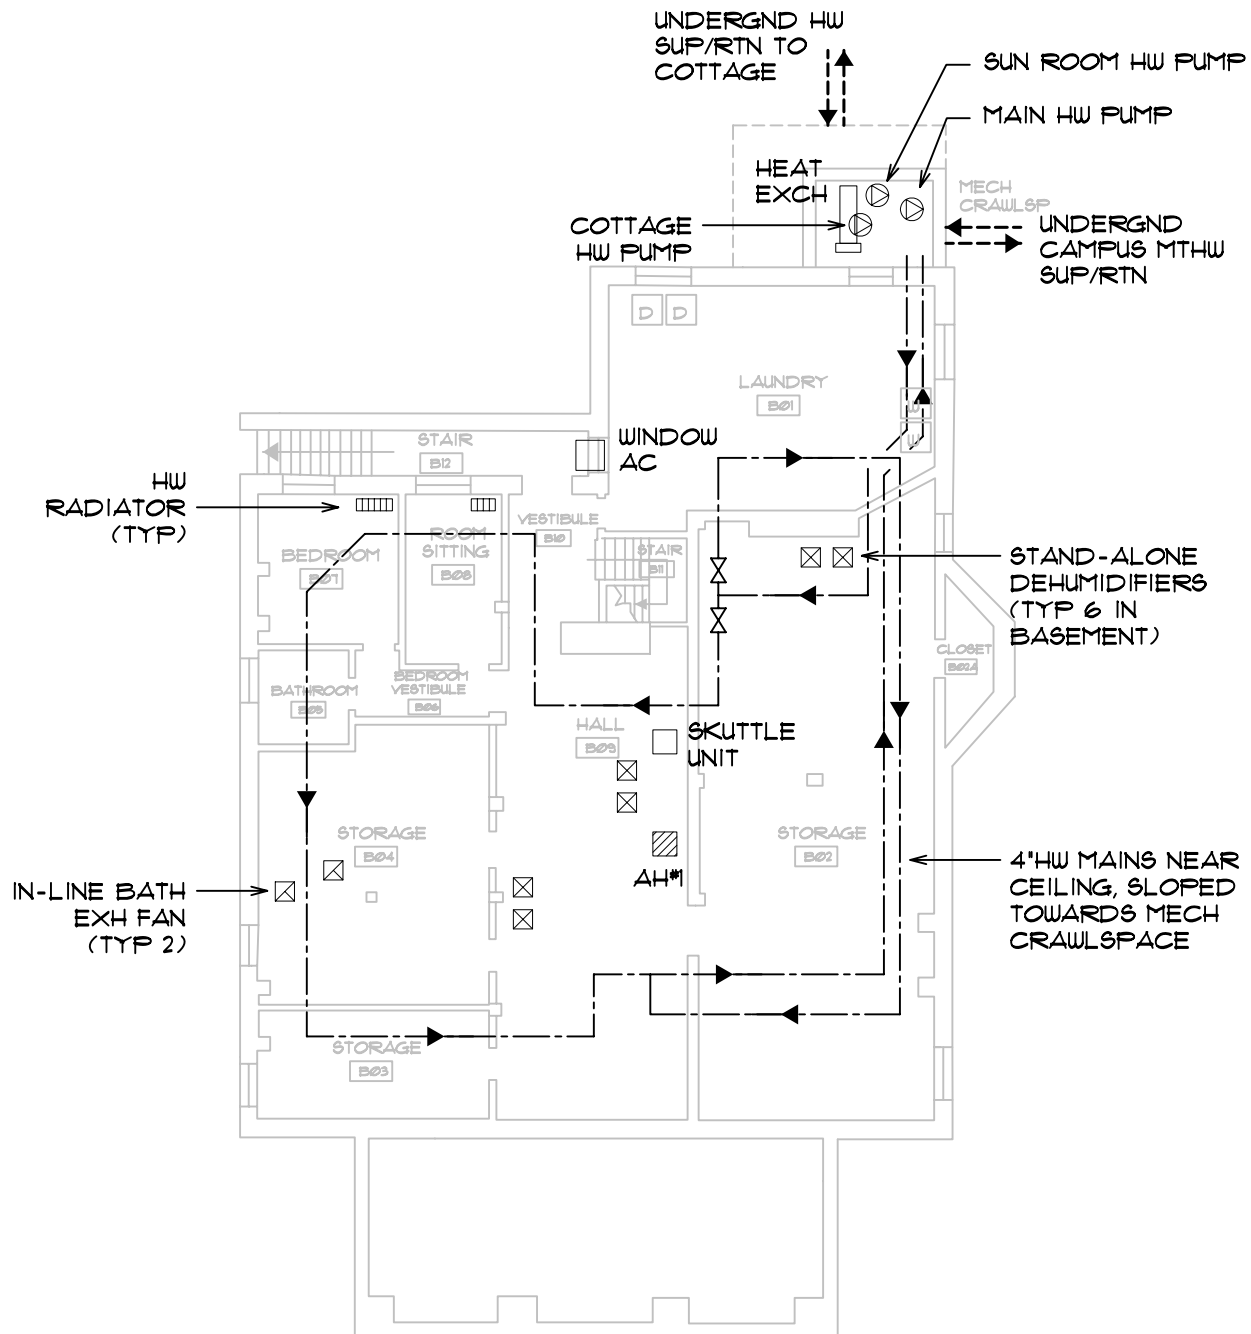 UNDERGND HW
SUP/RTN TO
COTTAGE
SUN ROOM HW PUMP
MAIN HW PUMP
HEAT
EXCH
MECH
CRAWLSP
COTTAGE
HW PUMP
UNDERGND
CAMPUS MTHW
SUP/RTN
D
D
LAUNDRY
B01
E
E
STAIR
B12
WINDOW
AC
HW
RADIATOR
(TYP)
VESTIBULE
B10
ROOM
SITTING
B08
BEDROOM
B07
STAIR
B11
STAND-ALONE
DEHUMIDIFIERS
(TYP 6 IN
BASEMENT)
CLOSET
B02A
BATHROOM
B05
BEDROOM
VESTIBULE
B06
HALL
B09
SKUTTLE
UNIT
STORAGE
B04
STORAGE
B02
AH#1
IN-LINE BATH
EXH FAN
(TYP 2)
4"HW MAINS NEAR
CEILING, SLOPED
TOWARDS MECH
CRAWLSPACE
STORAGE
B03